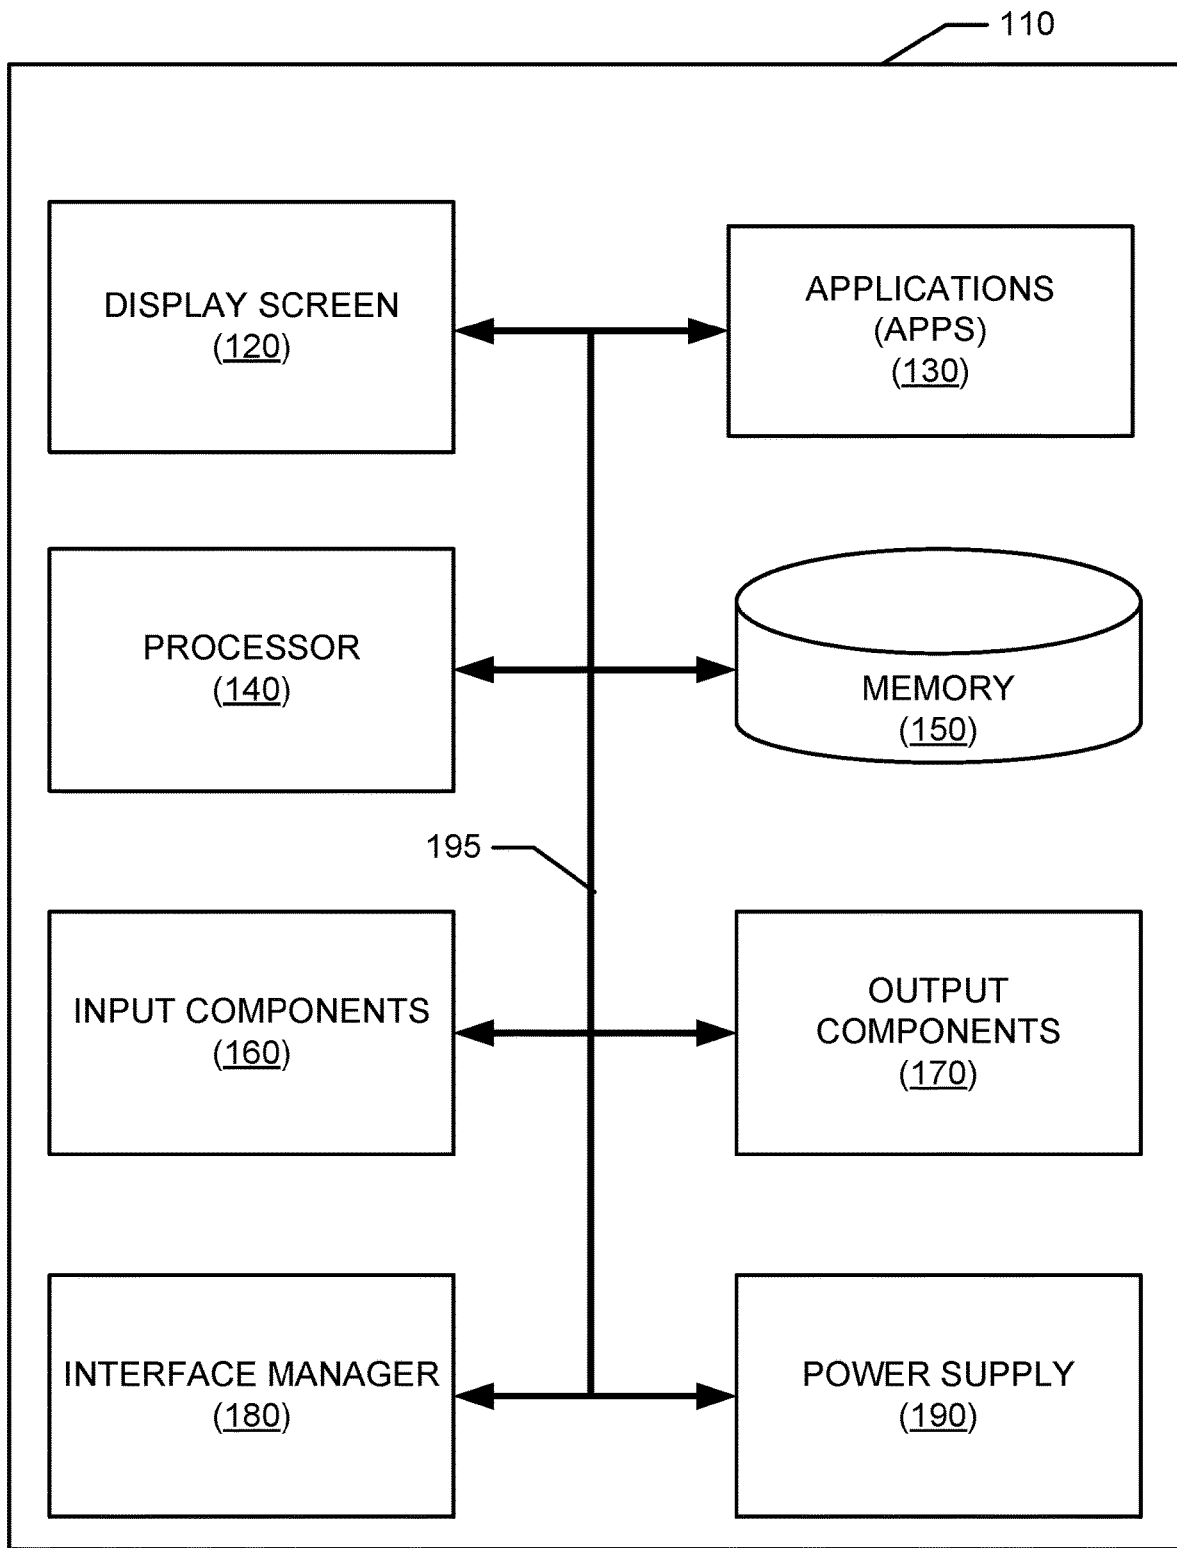 110
DISPLAY SCREEN
(120)
APPLICATIONS
(APPS)
(130)
PROCESSOR
(140)
MEMORY
(150)
195
INPUT COMPONENTS
(160)
OUTPUT
COMPONENTS
(170)
INTERFACE MANAGER
(180)
POWER SUPPLY
(190)